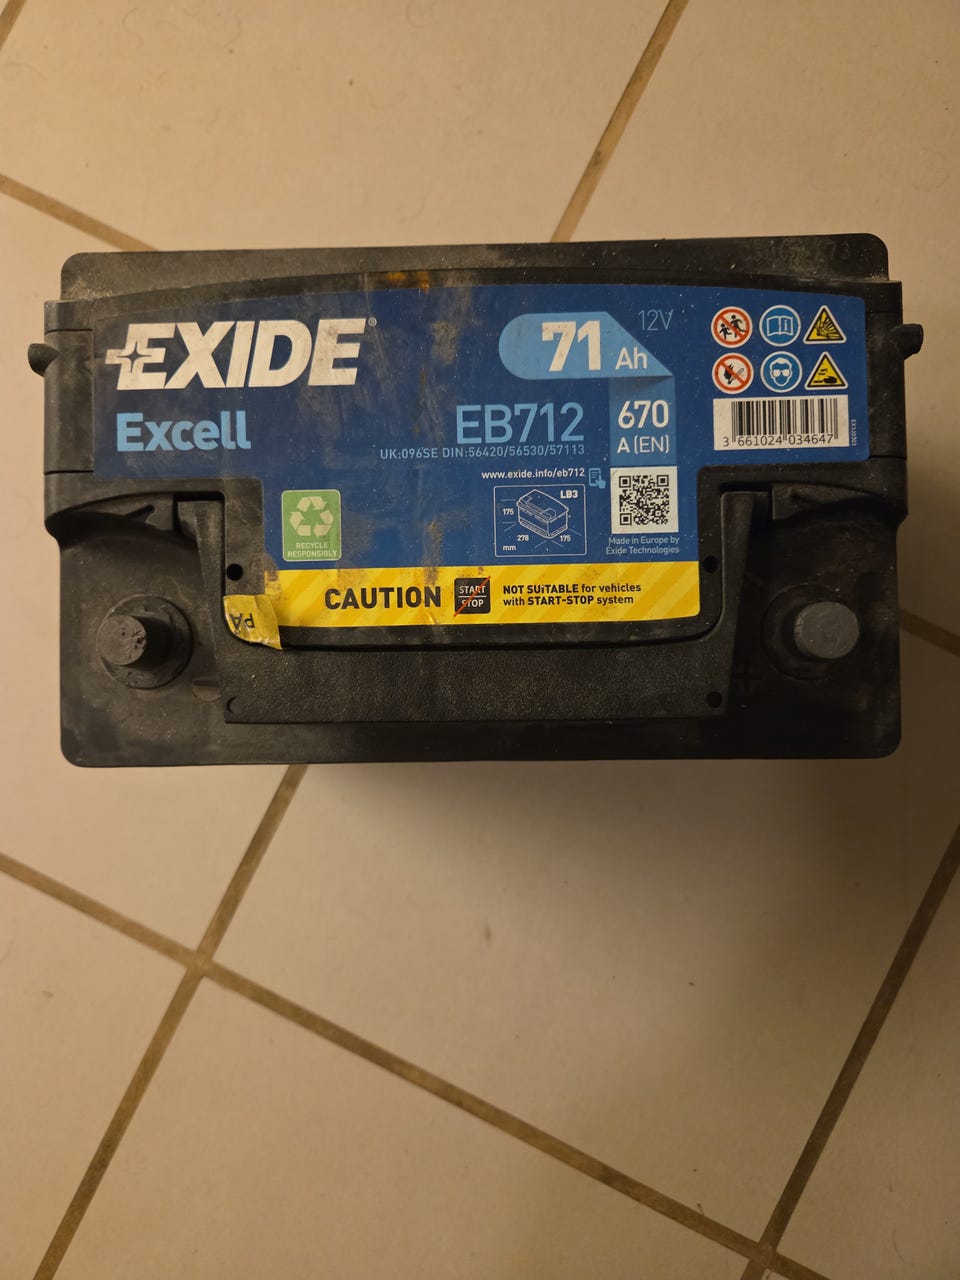 EXIDE®
Excell
71 Ah
12V
EB712
670
A (EN)
UK:096SE DIN:56420/56530/57113
3 661024 034647
www.exide.info/eb712
LB3
175
278
175
mm
Made in Europe by
Exide Technologies
RECYCLE
RESPONSIBLY
CAUTION
START
STOP
NOT SUITABLE for vehicles
with START-STOP system
PA